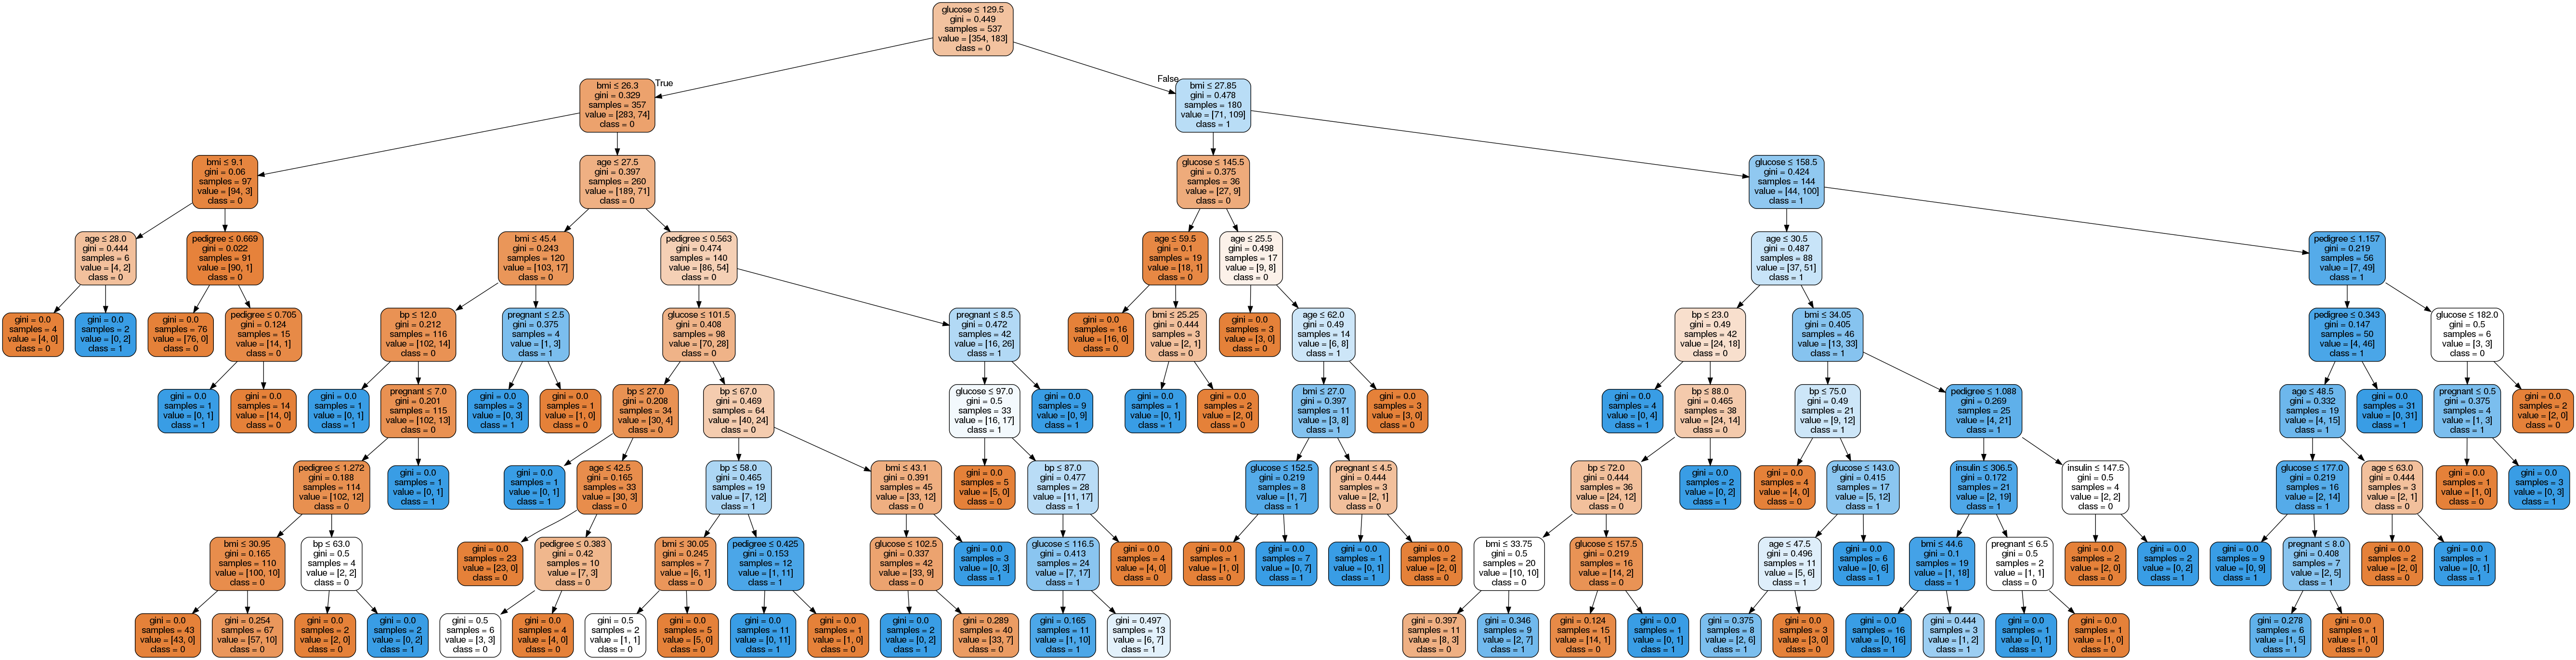 glucose ≤ 129.5
gini = 0.449
samples = 537
value = [354, 183]
class = 0
True
False
bmi ≤ 26.3
gini = 0.329
samples = 357
value = [283, 74]
class = 0
bmi ≤ 27.85
gini = 0.478
samples = 180
value = [71, 109]
class = 1
bmi ≤ 9.1
gini = 0.06
samples = 97
value = [94, 3]
class = 0
age ≤ 27.5
gini = 0.397
samples = 260
value = [189, 71]
class = 0
glucose ≤ 145.5
gini = 0.375
samples = 36
value = [27, 9]
class = 0
glucose ≤ 158.5
gini = 0.424
samples = 144
value = [44, 100]
class = 1
age ≤ 28.0
gini = 0.444
samples = 6
value = [4, 2]
class = 0
pedigree ≤ 0.669
gini = 0.022
samples = 91
value = [90, 1]
class = 0
bmi ≤ 45.4
gini = 0.243
samples = 120
value = [103, 17]
class = 0
pedigree ≤ 0.563
gini = 0.474
samples = 140
value = [86, 54]
class = 0
age ≤ 59.5
gini = 0.1
samples = 19
value = [18, 1]
class = 0
age ≤ 25.5
gini = 0.498
samples = 17
value = [9, 8]
class = 0
age ≤ 30.5
gini = 0.487
samples = 88
value = [37, 51]
class = 1
pedigree ≤ 1.157
gini = 0.219
samples = 56
value = [7, 49]
class = 1
gini = 0.0
samples = 4
value = [4, 0]
class = 0
gini = 0.0
samples = 2
value = [0, 2]
class = 1
gini = 0.0
samples = 76
value = [76, 0]
class = 0
pedigree ≤ 0.705
gini = 0.124
samples = 15
value = [14, 1]
class = 0
bp ≤ 12.0
gini = 0.212
samples = 116
value = [102, 14]
class = 0
pregnant ≤ 2.5
gini = 0.375
samples = 4
value = [1, 3]
class = 1
glucose ≤ 101.5
gini = 0.408
samples = 98
value = [70, 28]
class = 0
pregnant ≤ 8.5
gini = 0.472
samples = 42
value = [16, 26]
class = 1
gini = 0.0
samples = 16
value = [16, 0]
class = 0
bmi ≤ 25.25
gini = 0.444
samples = 3
value = [2, 1]
class = 0
gini = 0.0
samples = 3
value = [3, 0]
class = 0
age ≤ 62.0
gini = 0.49
samples = 14
value = [6, 8]
class = 1
bp ≤ 23.0
gini = 0.49
samples = 42
value = [24, 18]
class = 0
bmi ≤ 34.05
gini = 0.405
samples = 46
value = [13, 33]
class = 1
pedigree ≤ 0.343
gini = 0.147
samples = 50
value = [4, 46]
class = 1
glucose ≤ 182.0
gini = 0.5
samples = 6
value = [3, 3]
class = 0
gini = 0.0
samples = 1
value = [0, 1]
class = 1
gini = 0.0
samples = 14
value = [14, 0]
class = 0
gini = 0.0
samples = 1
value = [0, 1]
class = 1
pregnant ≤ 7.0
gini = 0.201
samples = 115
value = [102, 13]
class = 0
gini = 0.0
samples = 3
value = [0, 3]
class = 1
gini = 0.0
samples = 1
value = [1, 0]
class = 0
bp ≤ 27.0
gini = 0.208
samples = 34
value = [30, 4]
class = 0
bp ≤ 67.0
gini = 0.469
samples = 64
value = [40, 24]
class = 0
glucose ≤ 97.0
gini = 0.5
samples = 33
value = [16, 17]
class = 1
gini = 0.0
samples = 9
value = [0, 9]
class = 1
gini = 0.0
samples = 1
value = [0, 1]
class = 1
gini = 0.0
samples = 2
value = [2, 0]
class = 0
bmi ≤ 27.0
gini = 0.397
samples = 11
value = [3, 8]
class = 1
gini = 0.0
samples = 3
value = [3, 0]
class = 0
gini = 0.0
samples = 4
value = [0, 4]
class = 1
bp ≤ 88.0
gini = 0.465
samples = 38
value = [24, 14]
class = 0
bp ≤ 75.0
gini = 0.49
samples = 21
value = [9, 12]
class = 1
pedigree ≤ 1.088
gini = 0.269
samples = 25
value = [4, 21]
class = 1
age ≤ 48.5
gini = 0.332
samples = 19
value = [4, 15]
class = 1
gini = 0.0
samples = 31
value = [0, 31]
class = 1
pregnant ≤ 0.5
gini = 0.375
samples = 4
value = [1, 3]
class = 1
gini = 0.0
samples = 2
value = [2, 0]
class = 0
pedigree ≤ 1.272
gini = 0.188
samples = 114
value = [102, 12]
class = 0
gini = 0.0
samples = 1
value = [0, 1]
class = 1
gini = 0.0
samples = 1
value = [0, 1]
class = 1
age ≤ 42.5
gini = 0.165
samples = 33
value = [30, 3]
class = 0
bp ≤ 58.0
gini = 0.465
samples = 19
value = [7, 12]
class = 1
bmi ≤ 43.1
gini = 0.391
samples = 45
value = [33, 12]
class = 0
gini = 0.0
samples = 5
value = [5, 0]
class = 0
bp ≤ 87.0
gini = 0.477
samples = 28
value = [11, 17]
class = 1
glucose ≤ 152.5
gini = 0.219
samples = 8
value = [1, 7]
class = 1
pregnant ≤ 4.5
gini = 0.444
samples = 3
value = [2, 1]
class = 0
bp ≤ 72.0
gini = 0.444
samples = 36
value = [24, 12]
class = 0
gini = 0.0
samples = 2
value = [0, 2]
class = 1
gini = 0.0
samples = 4
value = [4, 0]
class = 0
glucose ≤ 143.0
gini = 0.415
samples = 17
value = [5, 12]
class = 1
insulin ≤ 306.5
gini = 0.172
samples = 21
value = [2, 19]
class = 1
insulin ≤ 147.5
gini = 0.5
samples = 4
value = [2, 2]
class = 0
glucose ≤ 177.0
gini = 0.219
samples = 16
value = [2, 14]
class = 1
age ≤ 63.0
gini = 0.444
samples = 3
value = [2, 1]
class = 0
gini = 0.0
samples = 1
value = [1, 0]
class = 0
gini = 0.0
samples = 3
value = [0, 3]
class = 1
bmi ≤ 30.95
gini = 0.165
samples = 110
value = [100, 10]
class = 0
bp ≤ 63.0
gini = 0.5
samples = 4
value = [2, 2]
class = 0
gini = 0.0
samples = 23
value = [23, 0]
class = 0
pedigree ≤ 0.383
gini = 0.42
samples = 10
value = [7, 3]
class = 0
bmi ≤ 30.05
gini = 0.245
samples = 7
value = [6, 1]
class = 0
pedigree ≤ 0.425
gini = 0.153
samples = 12
value = [1, 11]
class = 1
glucose ≤ 102.5
gini = 0.337
samples = 42
value = [33, 9]
class = 0
gini = 0.0
samples = 3
value = [0, 3]
class = 1
glucose ≤ 116.5
gini = 0.413
samples = 24
value = [7, 17]
class = 1
gini = 0.0
samples = 4
value = [4, 0]
class = 0
gini = 0.0
samples = 1
value = [1, 0]
class = 0
gini = 0.0
samples = 7
value = [0, 7]
class = 1
gini = 0.0
samples = 1
value = [0, 1]
class = 1
gini = 0.0
samples = 2
value = [2, 0]
class = 0
bmi ≤ 33.75
gini = 0.5
samples = 20
value = [10, 10]
class = 0
glucose ≤ 157.5
gini = 0.219
samples = 16
value = [14, 2]
class = 0
age ≤ 47.5
gini = 0.496
samples = 11
value = [5, 6]
class = 1
gini = 0.0
samples = 6
value = [0, 6]
class = 1
bmi ≤ 44.6
gini = 0.1
samples = 19
value = [1, 18]
class = 1
pregnant ≤ 6.5
gini = 0.5
samples = 2
value = [1, 1]
class = 0
gini = 0.0
samples = 2
value = [2, 0]
class = 0
gini = 0.0
samples = 2
value = [0, 2]
class = 1
gini = 0.0
samples = 9
value = [0, 9]
class = 1
pregnant ≤ 8.0
gini = 0.408
samples = 7
value = [2, 5]
class = 1
gini = 0.0
samples = 2
value = [2, 0]
class = 0
gini = 0.0
samples = 1
value = [0, 1]
class = 1
gini = 0.0
samples = 43
value = [43, 0]
class = 0
gini = 0.254
samples = 67
value = [57, 10]
class = 0
gini = 0.0
samples = 2
value = [2, 0]
class = 0
gini = 0.0
samples = 2
value = [0, 2]
class = 1
gini = 0.5
samples = 6
value = [3, 3]
class = 0
gini = 0.0
samples = 4
value = [4, 0]
class = 0
gini = 0.5
samples = 2
value = [1, 1]
class = 0
gini = 0.0
samples = 5
value = [5, 0]
class = 0
gini = 0.0
samples = 11
value = [0, 11]
class = 1
gini = 0.0
samples = 1
value = [1, 0]
class = 0
gini = 0.0
samples = 2
value = [0, 2]
class = 1
gini = 0.289
samples = 40
value = [33, 7]
class = 0
gini = 0.165
samples = 11
value = [1, 10]
class = 1
gini = 0.497
samples = 13
value = [6, 7]
class = 1
gini = 0.397
samples = 11
value = [8, 3]
class = 0
gini = 0.346
samples = 9
value = [2, 7]
class = 1
gini = 0.124
samples = 15
value = [14, 1]
class = 0
gini = 0.0
samples = 1
value = [0, 1]
class = 1
gini = 0.375
samples = 8
value = [2, 6]
class = 1
gini = 0.0
samples = 3
value = [3, 0]
class = 0
gini = 0.0
samples = 16
value = [0, 16]
class = 1
gini = 0.444
samples = 3
value = [1, 2]
class = 1
gini = 0.0
samples = 1
value = [0, 1]
class = 1
gini = 0.0
samples = 1
value = [1, 0]
class = 0
gini = 0.278
samples = 6
value = [1, 5]
class = 1
gini = 0.0
samples = 1
value = [1, 0]
class = 0